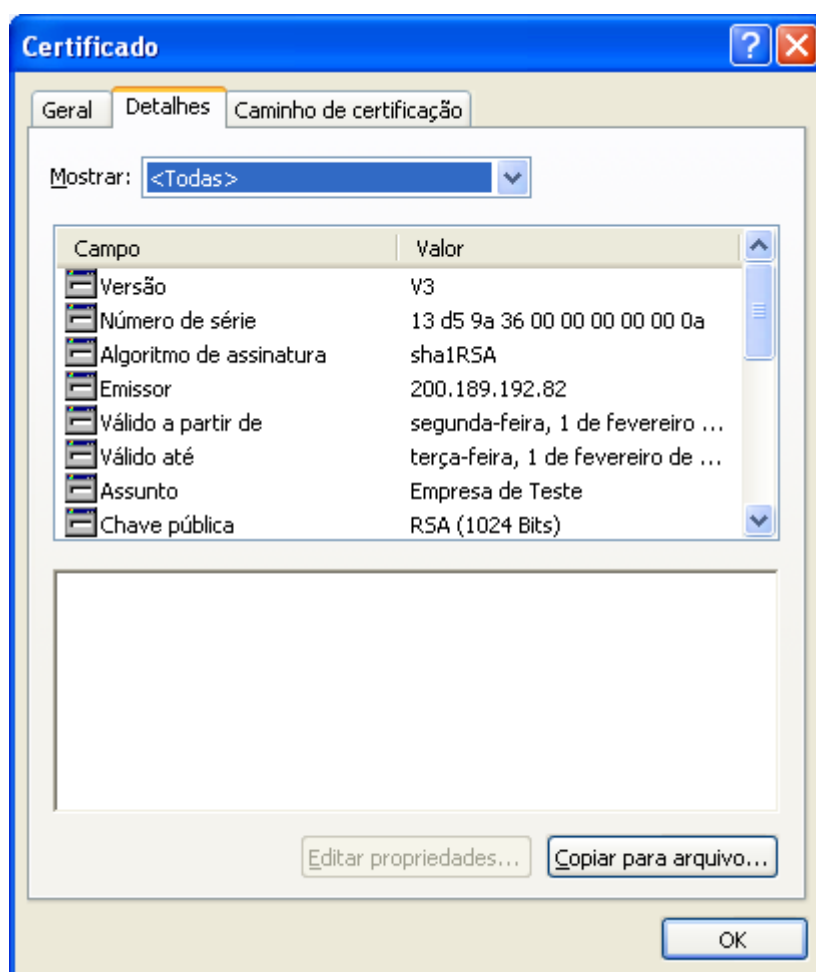 Certificado
Geral Detalhes Caminho de certificação
Mostrar: <Todas>
Campo Valor
Versão V3
Número de série 13 d5 9a 36 00 00 00 00 00 0a
Algoritmo de assinatura sha1RSA
Emissor 200.189.192.82
Válido a partir de segunda-feira, 1 de fevereiro ...
Válido até terça-feira, 1 de fevereiro de ...
Assunto Empresa de Teste
Chave pública RSA (1024 Bits)
Editar propriedades... Copiar para arquivo...
OK